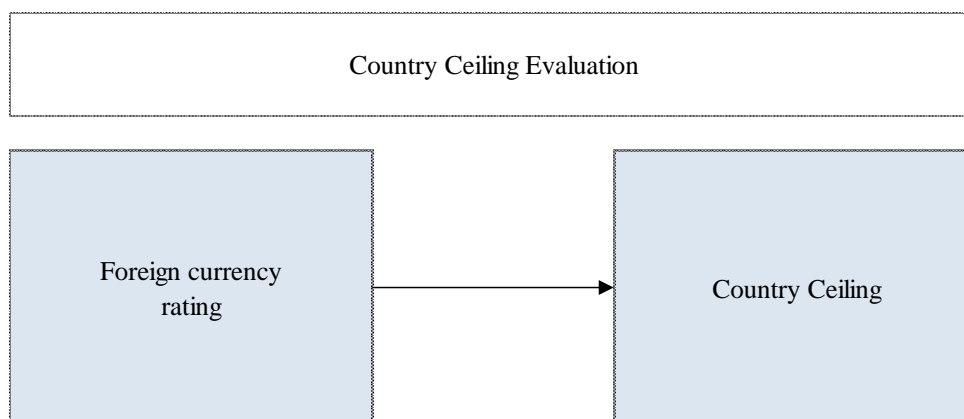 Country Ceiling Evaluation
Foreign currency
rating
Country Ceiling